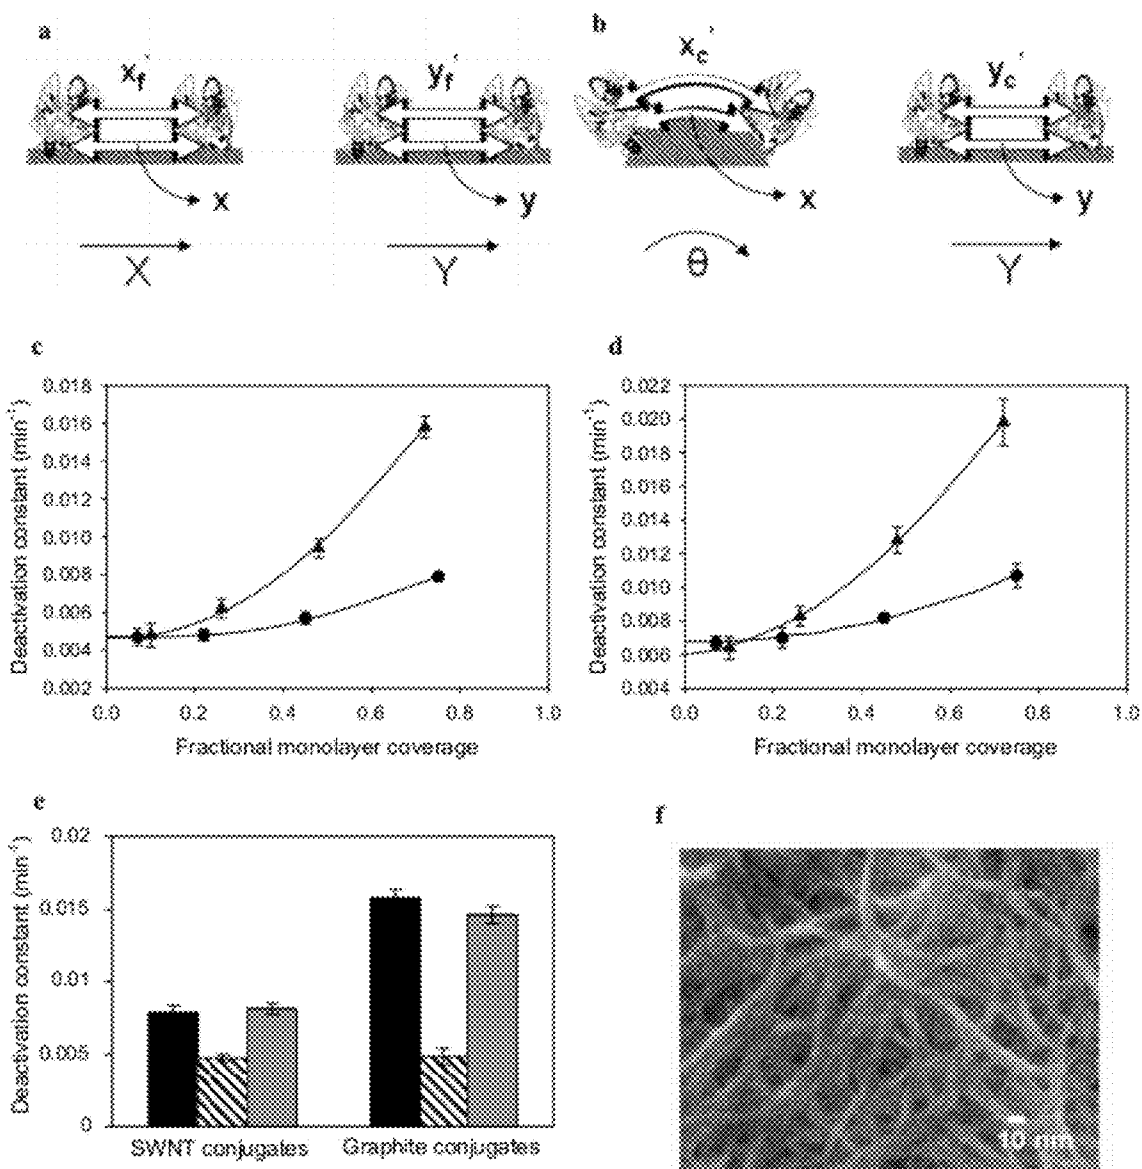 a
x_f' y_f'
x y
X Y
b
x_c' y_c'
x y
θ Y
c
Deactivation constant (min⁻¹)
0.018
0.016
0.014
0.012
0.010
0.008
0.006
0.004
0.002
0.0 0.2 0.4 0.6 0.8 1.0
Fractional monolayer coverage
d
Deactivation constant (min⁻¹)
0.022
0.020
0.018
0.016
0.014
0.012
0.010
0.008
0.006
0.004
0.0 0.2 0.4 0.6 0.8 1.0
Fractional monolayer coverage
e
Deactivation constant (min⁻¹)
0.02
0.015
0.01
0.005
0
SWNT conjugates Graphite conjugates
f
10 nm